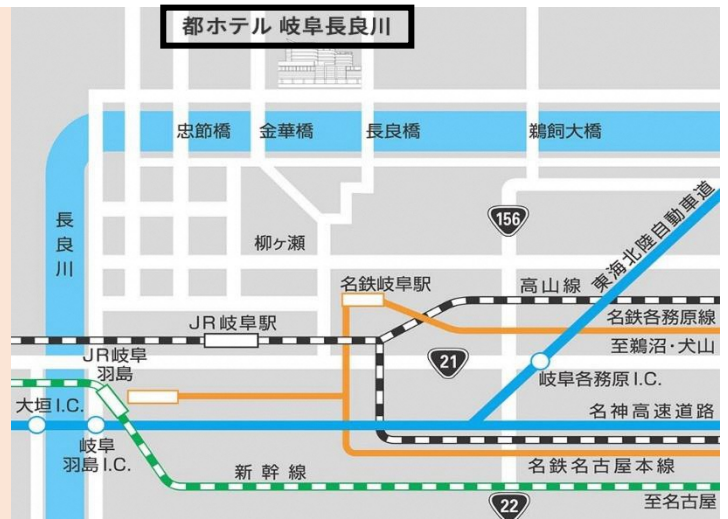 都ホテル 岐阜長良川
忠節橋
金華橋
長良橋
鵜飼大橋
長良川
156
東海北陸自動車道
柳ヶ瀬
名鉄岐阜駅
高山線
名鉄各務原線
JR岐阜駅
至鵜沼・犬山
JR岐阜
羽島
21
岐阜各務原I.C.
大垣I.C.
名神高速道路
岐阜
羽島I.C.
新幹線
名鉄名古屋本線
22
至名古屋